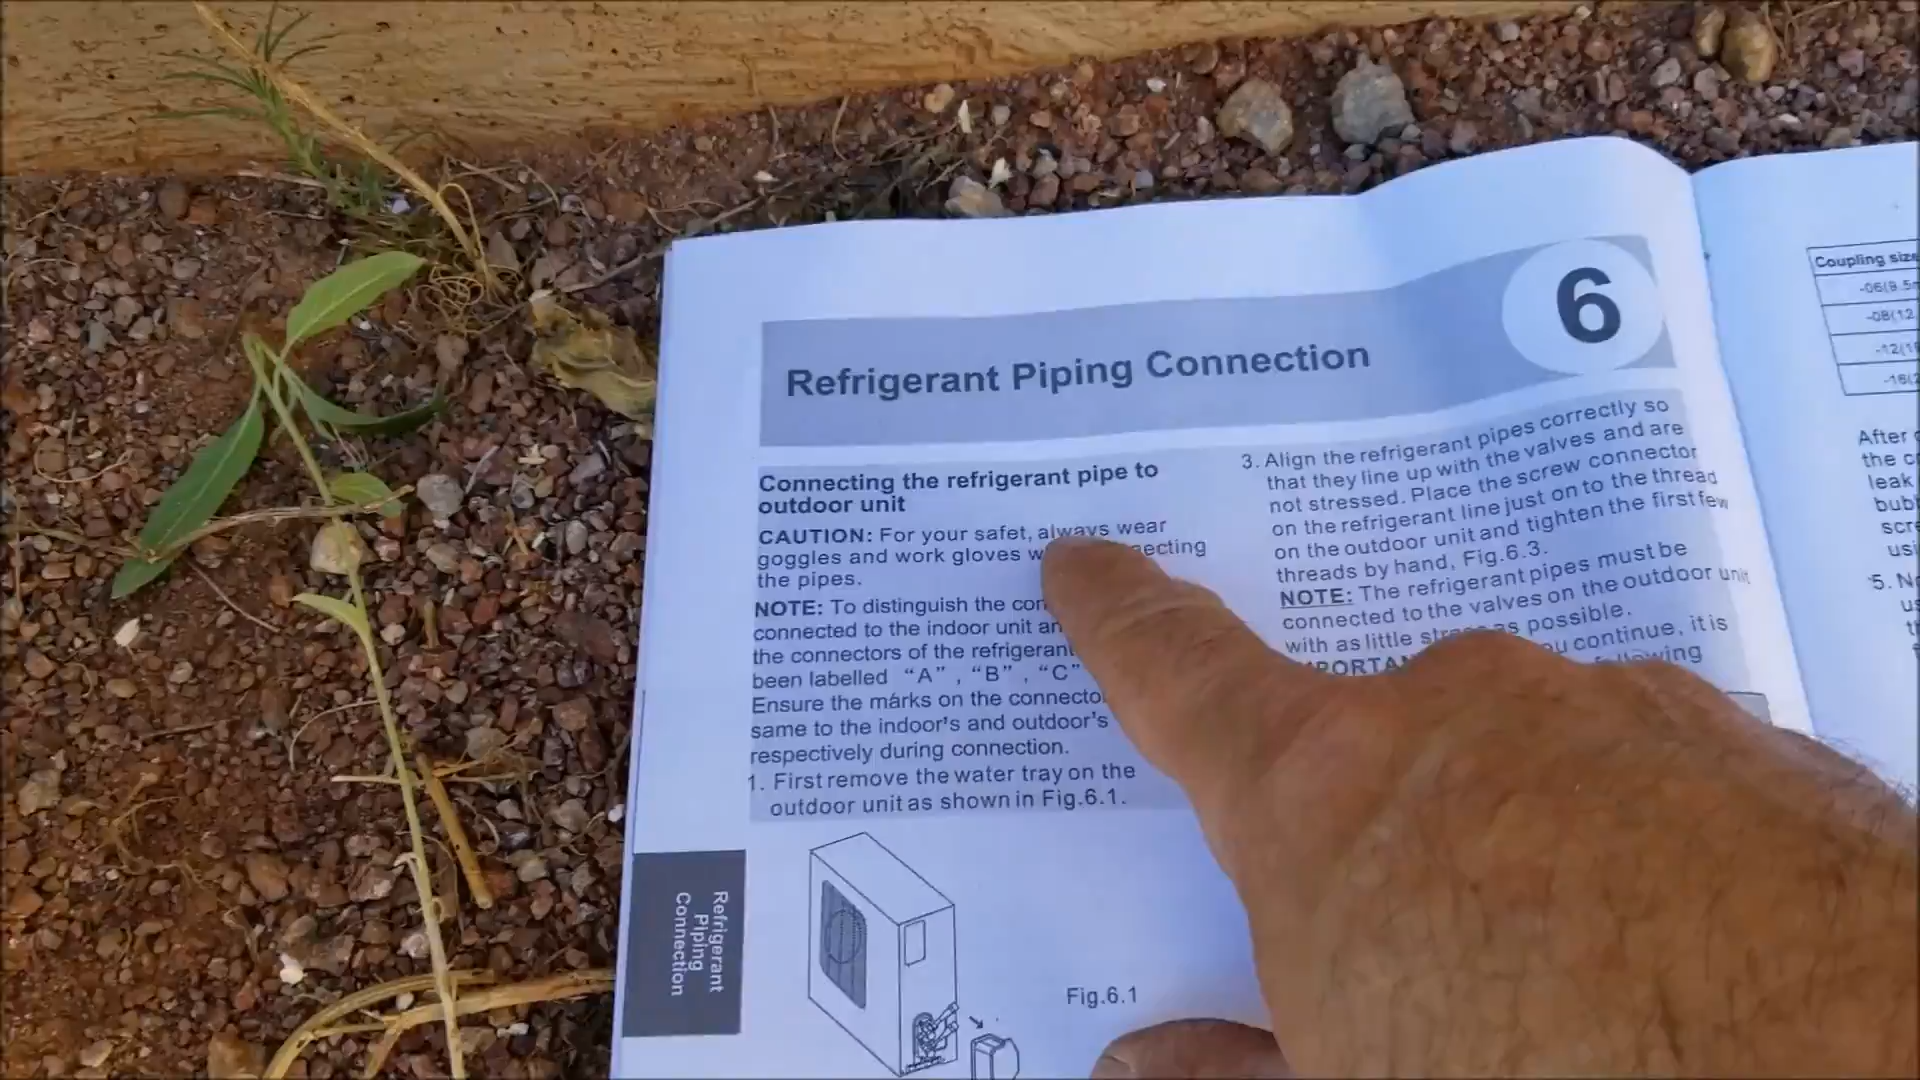 6
Refrigerant Piping Connection
Connecting the refrigerant pipe to
outdoor unit
CAUTION: For your safet, always wear
goggles and work gloves
the pipes.
NOTE: To distinguish the
connected to the indoor unit
the connectors of the refrigerant
been labelled “A” , “B” , “C”
Ensure the márks on the
same to the indoor's and outdoor's
respectively during connection.
1. First remove the water tray on the
outdoor unit as shown in Fig.6.1.
Fig.6.1
Refrigerant
Piping
Connection
3. Align the refrigerant pipes correctly so
that they line up with the valves and are
not stressed. Place the screw connector
on the refrigerant line just on to the thread
on the outdoor unit and tighten the first few
threads by hand, Fig.6.3.
NOTE: The refrigerant pipes must be
connected to the valves on the outdoor unit
with as little as possible.
continue, it is
Coupling size
After
the
leak
5.